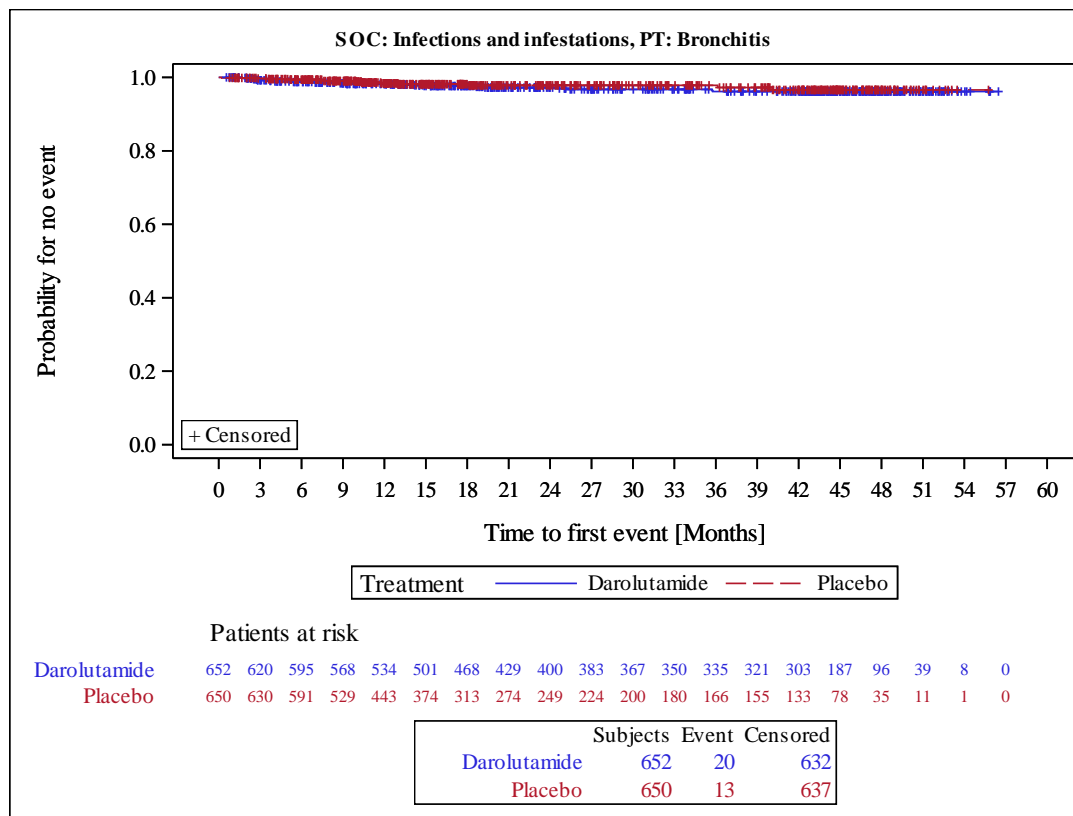 SOC: Infections and infestations, PT: Bronchitis
Probability for no event
1.0
0.8
0.6
0.4
0.2
0.0
+ Censored
0 3 6 9 12 15 18 21 24 27 30 33 36 39 42 45 48 51 54 57 60
Time to first event [Months]
Treatment Darolutamide Placebo
Patients at risk
Darolutamide 652 620 595 568 534 501 468 429 400 383 367 350 335 321 303 187 96 39 8 0
Placebo 650 630 591 529 443 374 313 274 249 224 200 180 166 155 133 78 35 11 1 0
Subjects Event Censored
Darolutamide 652 20 632
Placebo 650 13 637